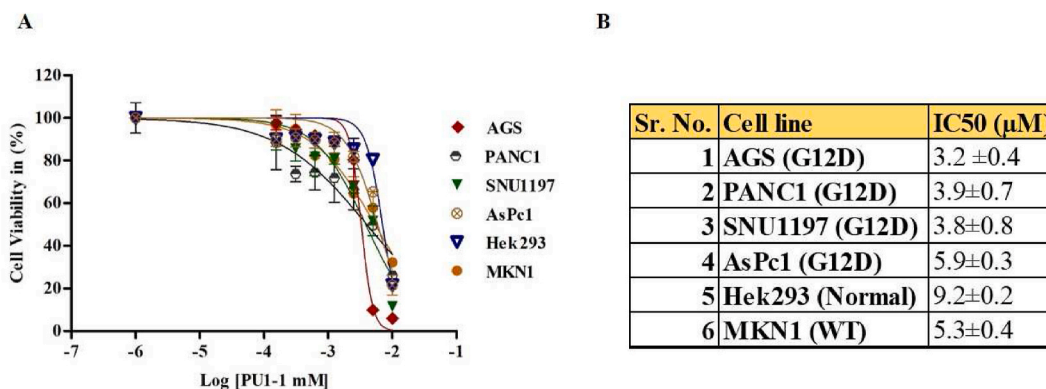 A
B
120
100
80
60
40
20
0
Cell Viability in (%)
-7
-6
-5
-4
-3
-2
-1
Log [PU1-1 mM]
AGS
PANC1
SNU1197
AsPc1
Hek293
MKN1
Sr. No. Cell line IC50 (μM)
1 AGS (G12D) 3.2 ±0.4
2 PANC1 (G12D) 3.9±0.7
3 SNU1197 (G12D) 3.8±0.8
4 AsPc1 (G12D) 5.9±0.3
5 Hek293 (Normal) 9.2±0.2
6 MKN1 (WT) 5.3±0.4